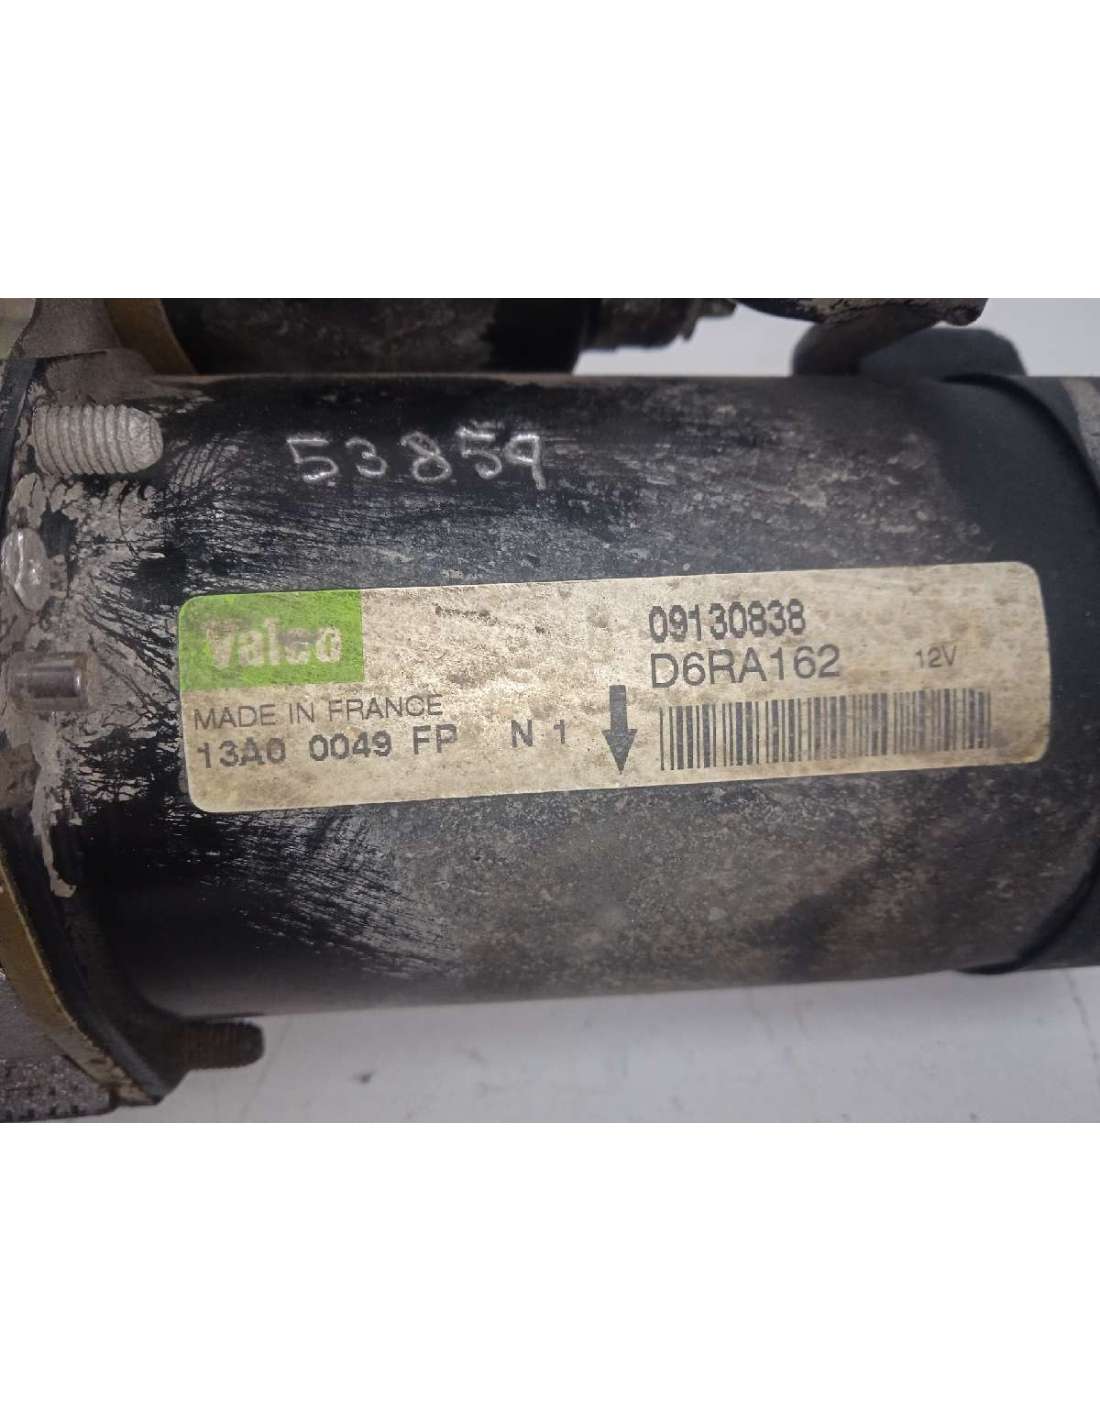 53859
Valeo
09130838
D6RA162 12V
MADE IN FRANCE
13A0 0049 FP N 1